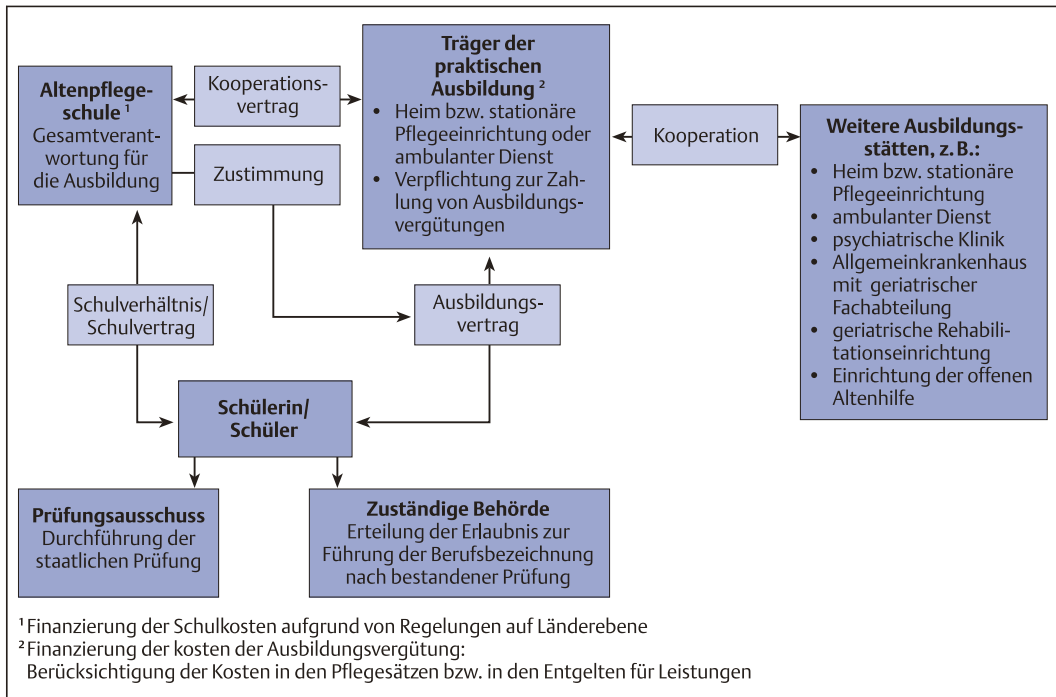 Altenpflege-
schule ¹
Gesamtverant-
wortung für
die Ausbildung
Kooperations-
vertrag
Zustimmung
Träger der
praktischen
Ausbildung ²
• Heim bzw. stationäre
Pflegeeinrichtung oder
ambulanter Dienst
• Verpflichtung zur Zah-
lung von Ausbildungs-
vergütungen
Kooperation
Weitere Ausbildungs-
stätten, z. B.:
• Heim bzw. stationäre
Pflegeeinrichtung
• ambulanter Dienst
• psychiatrische Klinik
• Allgemeinkrankenhaus
mit geriatrischer
Fachabteilung
• geriatrische Rehabili-
tationseinrichtung
• Einrichtung der offenen
Altenhilfe
Schulverhältnis/
Schulvertrag
Ausbildungs-
vertrag
Schülerin/
Schüler
Prüfungsausschuss
Durchführung der
staatlichen Prüfung
Zuständige Behörde
Erteilung der Erlaubnis zur
Führung der Berufsbezeichnung
nach bestandener Prüfung
¹ Finanzierung der Schulkosten aufgrund von Regelungen auf Länderebene
² Finanzierung der kosten der Ausbildungsvergütung:
Berücksichtigung der Kosten in den Pflegesätzen bzw. in den Entgelten für Leistungen